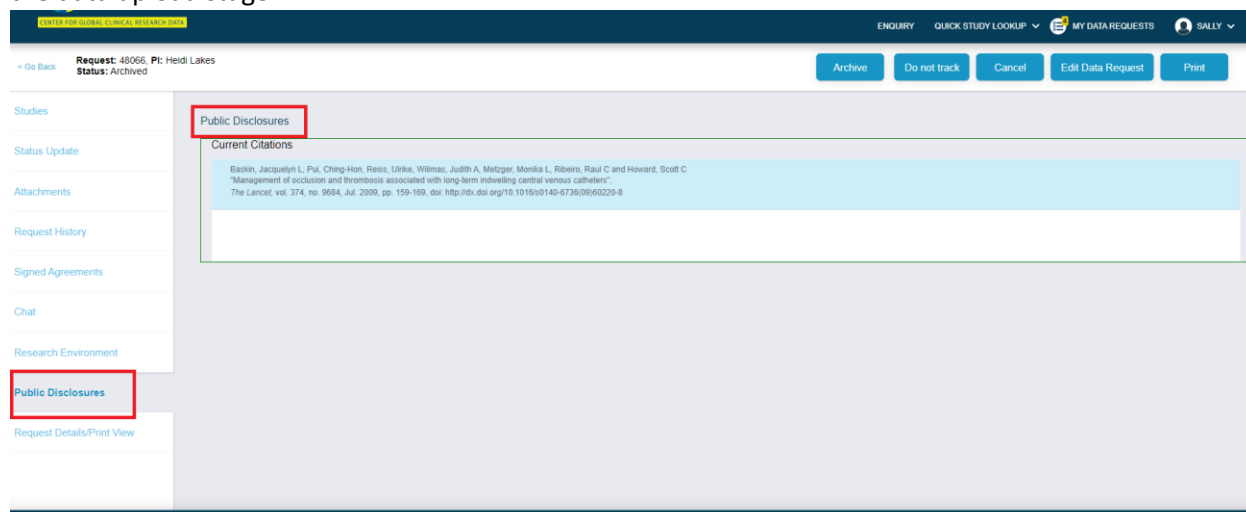 CENTER FOR GLOBAL CLINICAL RESEARCH DATA
ENQUIRY QUICK STUDY LOOKUP 4 MY DATA REQUESTS SALLY
< Go Back Request: 48066, PI: Heidi Lakes
Status: Archived
Archive Do not track Cancel Edit Data Request Print
Studies
Status Update
Attachments
Request History
Signed Agreements
Chat
Research Environment
Public Disclosures
Request Details/Print View
Public Disclosures
Current Citations
Baskin, Jacquelyn L, Pui, Ching-Hon, Reiss, Ulrike, Wilimas, Judith A, Metzger, Monika L, Ribeiro, Raul C and Howard, Scott C
"Management of occlusion and thrombosis associated with long-term indwelling central venous catheters".
The Lancet, vol. 374, no. 9684, Jul. 2009, pp. 159-169, doi: http://dx.doi.org/10.1016/s0140-6736(09)60220-8